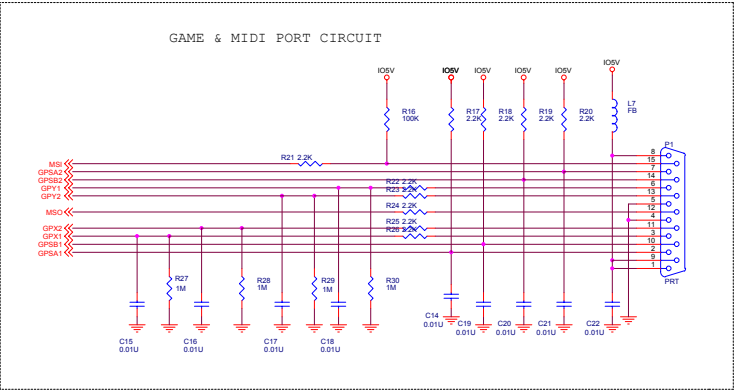 GAME & MIDI PORT CIRCUIT
IO5V
IO5V
IO5V
IO5V
IO5V
IO5V
R16
100K
R17
2.2K
R18
2.2K
R19
2.2K
R20
2.2K
L7
FB
P1
R21 2.2K
MSI
GPSA2
GPSB2
GPY1
GPY2
MSO
GPX2
GPX1
GPSB1
GPSA1
R22 2.2K
R23 2.2K
R24 2.2K
R25 2.2K
R26 2.2K
8
15
7
14
6
13
5
12
4
11
3
10
2
9
1
PRT
R27
1M
R28
1M
R29
1M
R30
1M
C15
0.01U
C16
0.01U
C17
0.01U
C18
0.01U
C14
0.01U
C19
0.01U
C20
0.01U
C21
0.01U
C22
0.01U